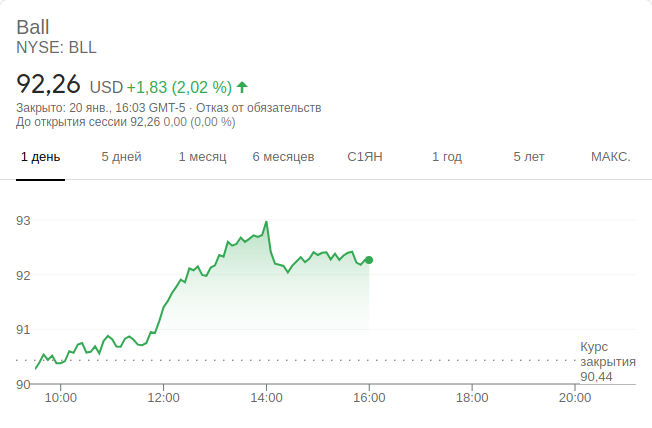 Ball
NYSE: BLL
92,26 USD +1,83 (2,02 %)
Закрыто: 20 янв., 16:03 GMT-5 · Отказ от обязательств
До открытия сессии 92,26 0,00 (0,00 %)
1 день 5 дней 1 месяц 6 месяцев С1ЯН 1 год 5 лет МАКС.
93
92
91
90
Курс
закрытия
90,44
10:00 12:00 14:00 16:00 18:00 20:00